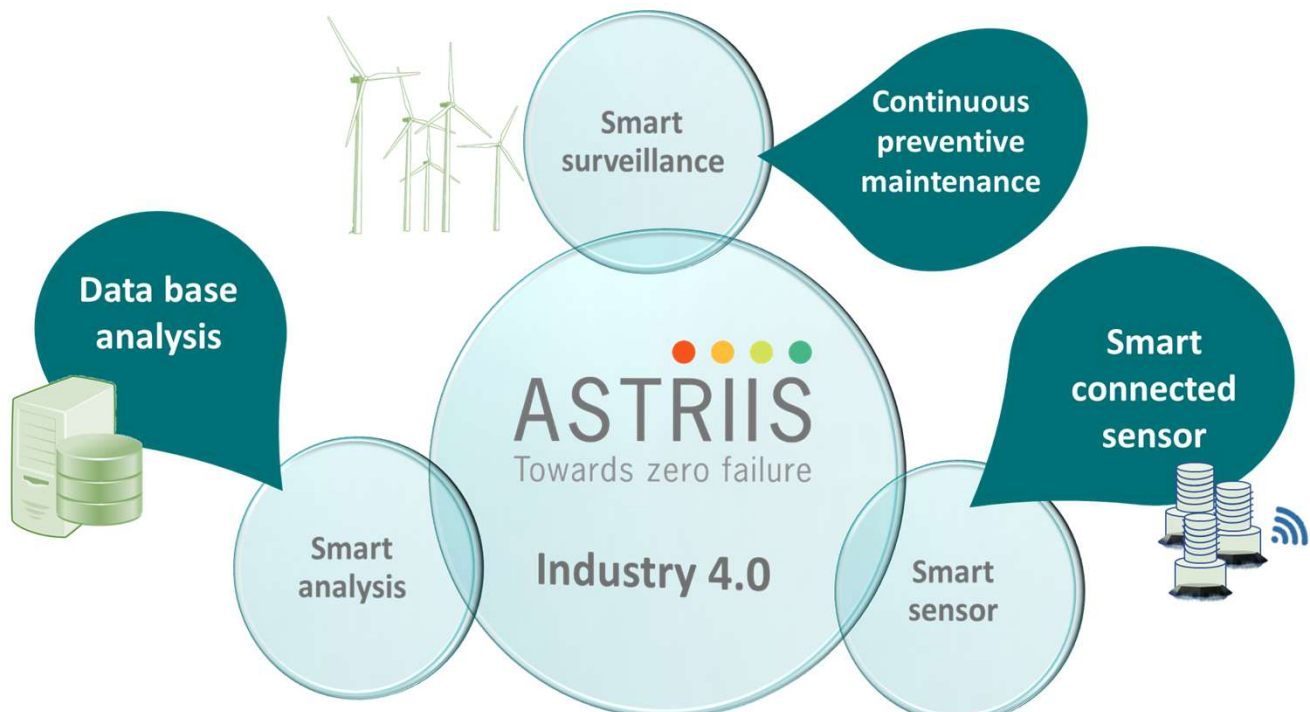 Smart
surveillance
Continuous
preventive
maintenance
Data base
analysis
Smart
connected
sensor
ASTRIIS
Towards zero failure
Industry 4.0
Smart
analysis
Smart
sensor